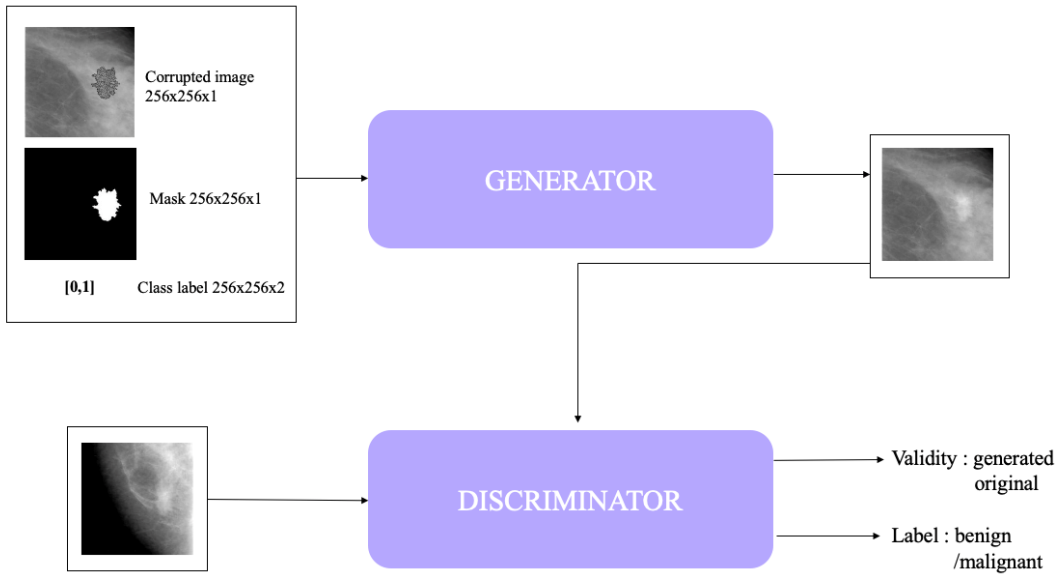 Corrupted image
256x256x1
GENERATOR
Mask 256x256x1
[0,1] Class label 256x256x2
Validity : generated
original
DISCRIMINATOR
Label : benign
/malignant